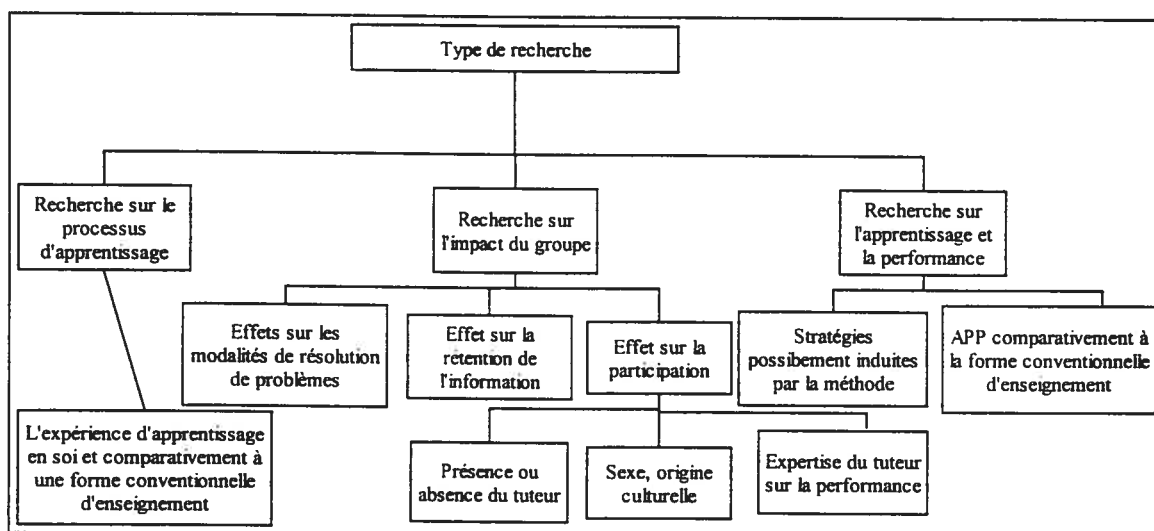 Type de recherche
Recherche sur le
processus
d'apprentissage
Recherche sur
l'impact du groupe
Recherche sur
l'apprentissage et
la performance
Effets sur les
modalités de résolution
de problèmes
Effet sur la
rétention de
l'information
Effet sur la
participation
Stratégies
possibement induites
par la méthode
APP comparativement à
la forme conventionnelle
d'enseignement
L'expérience d'apprentissage
en soi et comparativement à
une forme conventionnelle
d'enseignement
Présence ou
absence du tuteur
Sexe, origine
culturelle
Expertise du tuteur
sur la performance